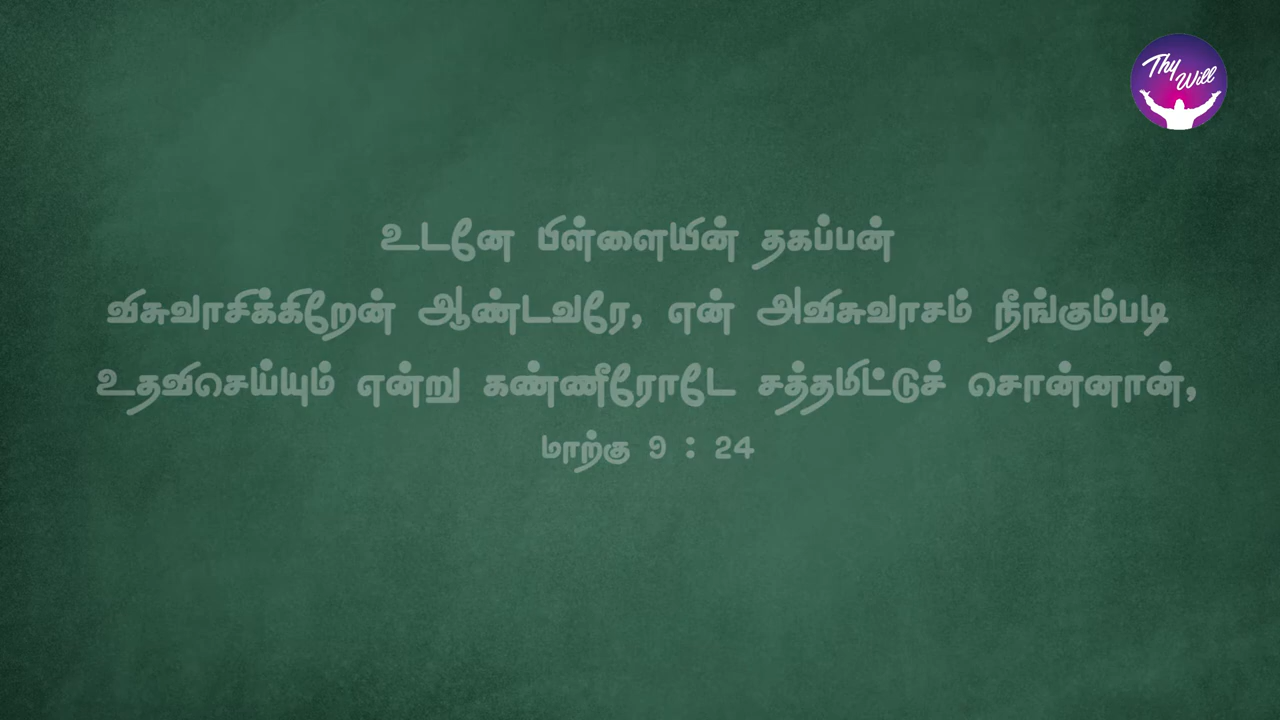 Thy
Will
உடனே பிள்ளையின் தகப்பன்
விசுவாசிக்கிறேன் ஆண்டவரே, என் அவிசுவாசம் நீங்கும்படி
உதவிசெய்யும் என்று கண்ணீரோடே சத்தமிட்டுச் சொன்னான்,
மாற்கு 9 : 24